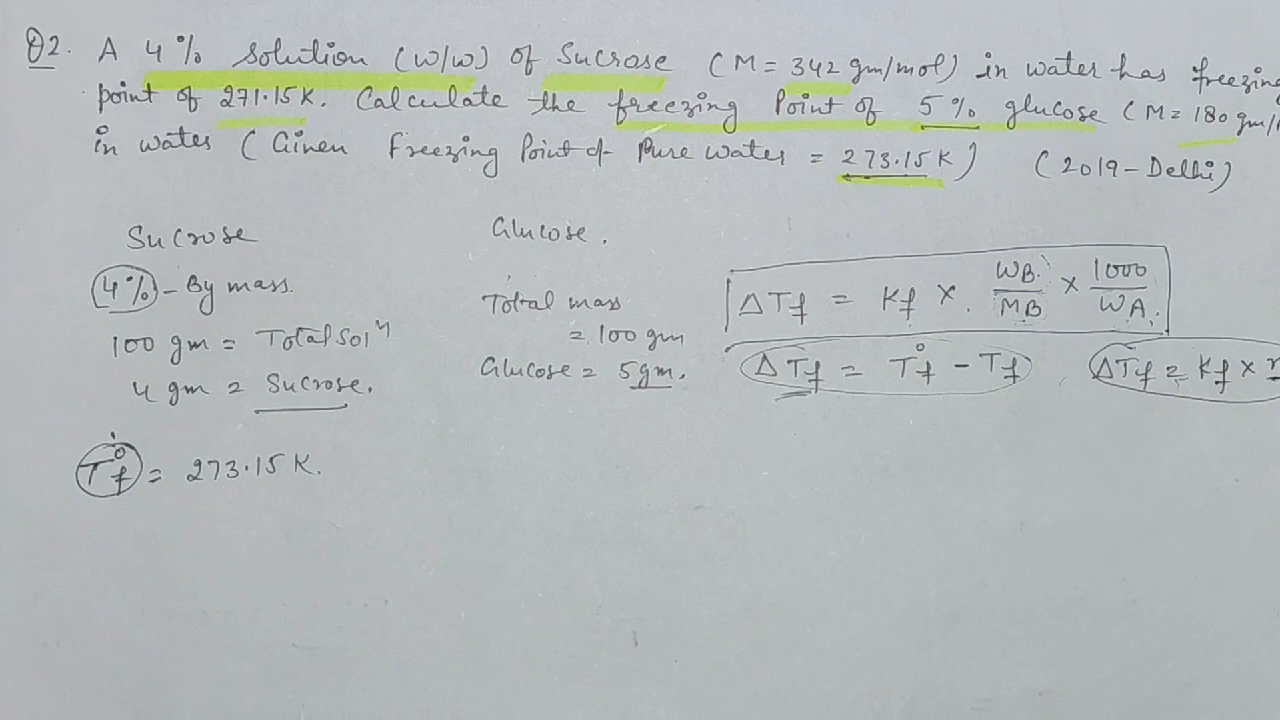 Q2. A 4% Solution (W/W) of Sucrose (M= 342 gm/mol) in water has freezing
point of 271.15K. Calculate the freezing Point of 5% glucose (M= 180 gm/
in water (Given Freezing Point of Pure Water = 273.15K) (2019-Delhi)
Sucrose
4% - By mass.
100 gm = Total Solⁿ
4 gm = Sucrose.
T°f = 273.15 K.
Glucose.
Total mass
= 100 gm
Glucose = 5gm.
ΔTf = Kf × WB/MB × 1000/WA.
ΔTf = T°f - Tf ΔTf = Kf ×